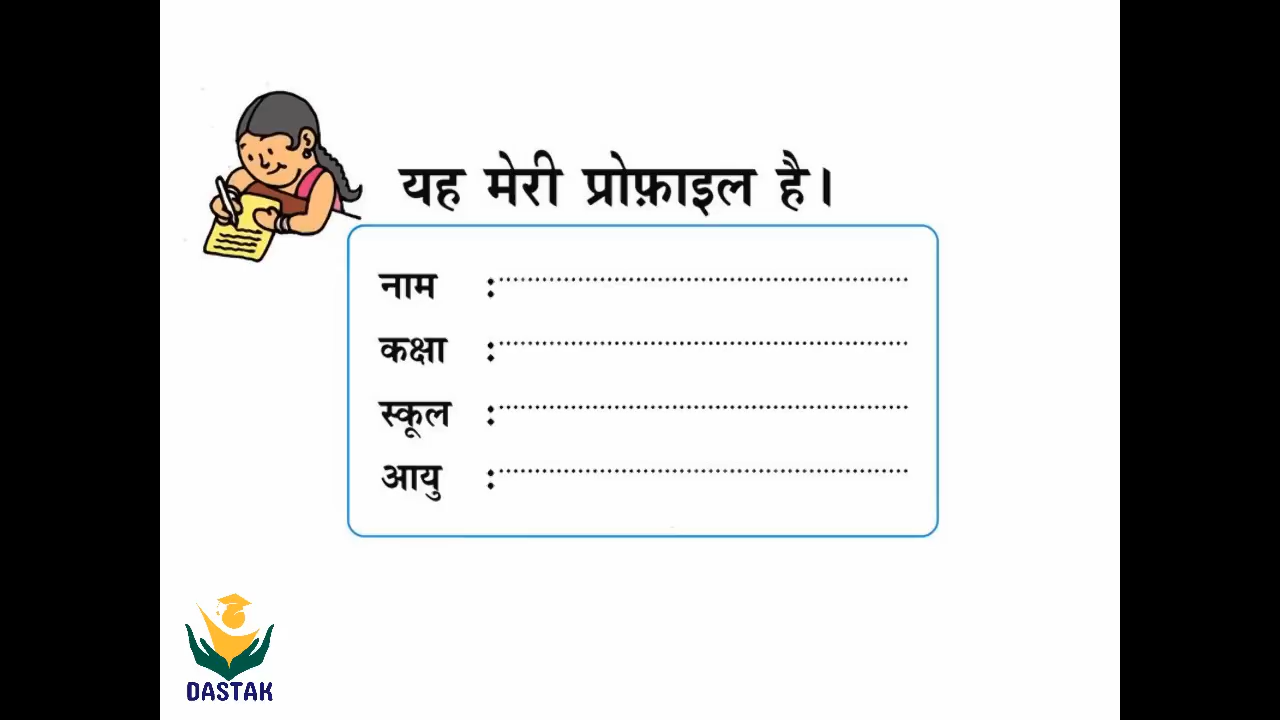 यह मेरी प्रोफ़ाइल है।
नाम :
कक्षा :
स्कूल :
आयु :
DASTAK